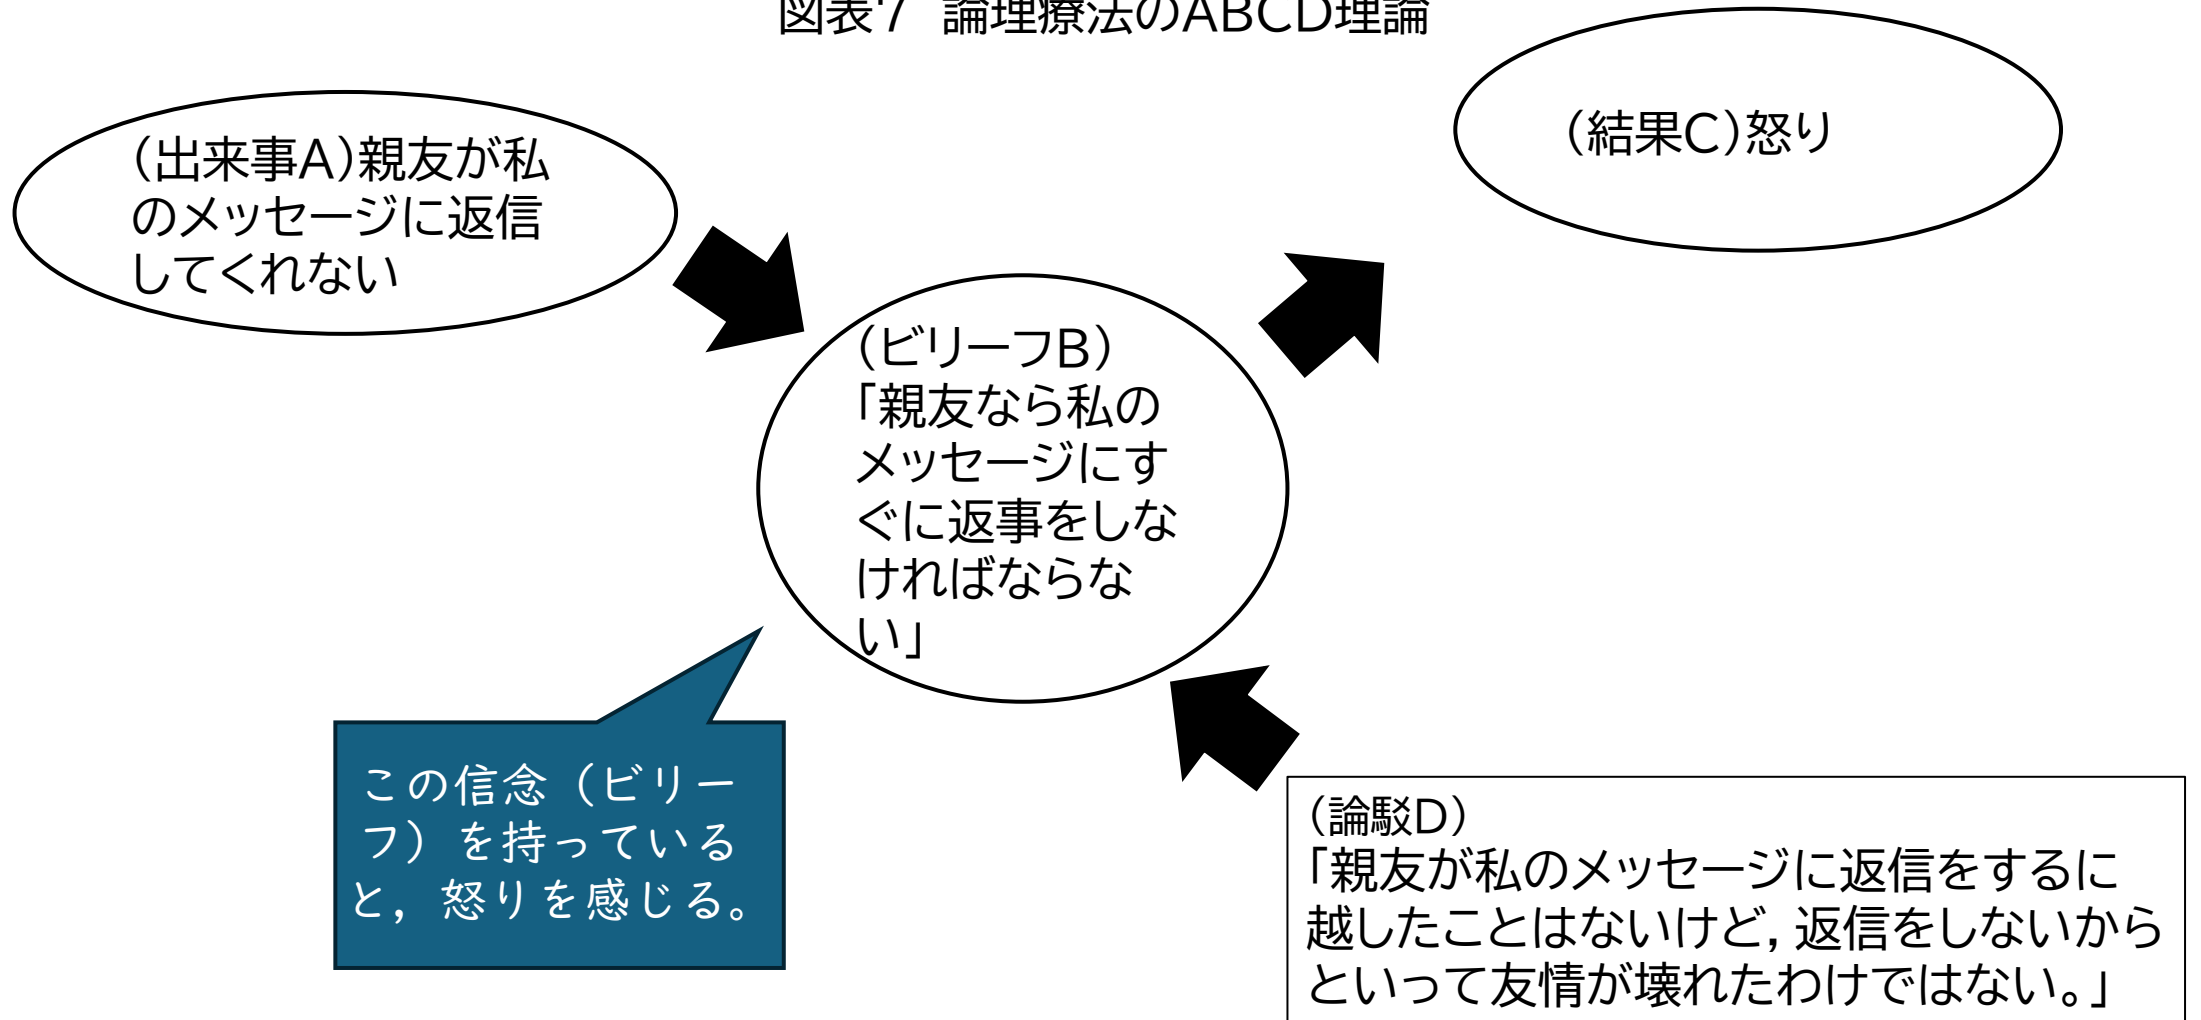 図表7　論理療法のABCD理論
（出来事A）親友が私
のメッセージに返信
してくれない
（結果C）怒り
（ビリーフB）
「親友なら私の
メッセージにす
ぐに返事をしな
ければならな
い」
この信念（ビリー
フ）を持っている
と，怒りを感じる。
（論駁D）
「親友が私のメッセージに返信をするに
越したことはないけど，返信をしないから
といって友情が壊れたわけではない。」